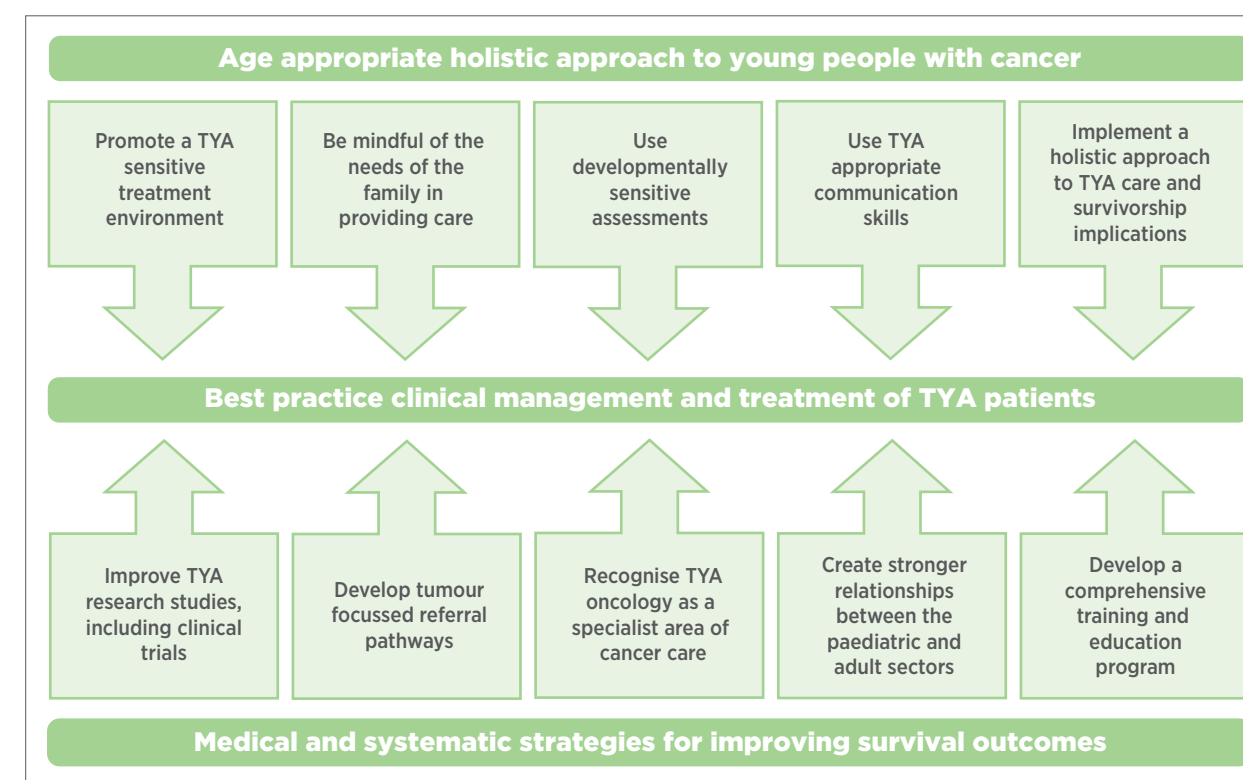 Age appropriate holistic approach to young people with cancer
Promote a TYA
sensitive
treatment
environment
Be mindful of the
needs of the
family in
providing care
Use
developmentally
sensitive
assessments
Use TYA
appropriate
communication
skills
Implement a
holistic approach
to TYA care and
survivorship
implications
Best practice clinical management and treatment of TYA patients
Improve TYA
research studies,
including clinical
trials
Develop tumour
focussed referral
pathways
Recognise TYA
oncology as a
specialist area of
cancer care
Create stronger
relationships
between the
paediatric and
adult sectors
Develop a
comprehensive
training and
education
program
Medical and systematic strategies for improving survival outcomes